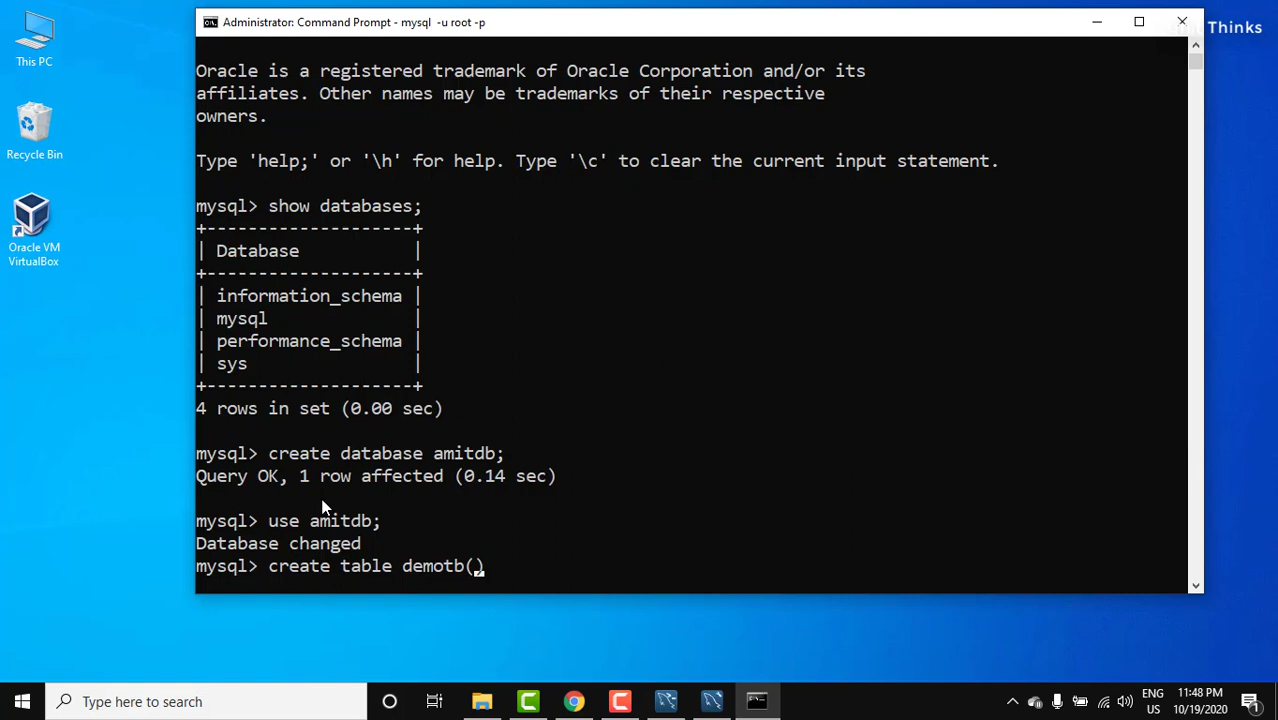 Administrator: Command Prompt - mysql -u root -p
Thinks
This PC
Recycle Bin
Oracle VM
VirtualBox
Oracle is a registered trademark of Oracle Corporation and/or its
affiliates. Other names may be trademarks of their respective
owners.
Type 'help;' or '\h' for help. Type '\c' to clear the current input statement.
mysql> show databases;
+--------------------+
| Database           |
+--------------------+
| information_schema |
| mysql              |
| performance_schema |
| sys                |
+--------------------+
4 rows in set (0.00 sec)
mysql> create database amitdb;
Query OK, 1 row affected (0.14 sec)
mysql> use amitdb;
Database changed
mysql> create table demotb()
Type here to search
ENG
US
11:48 PM
10/19/2020
1